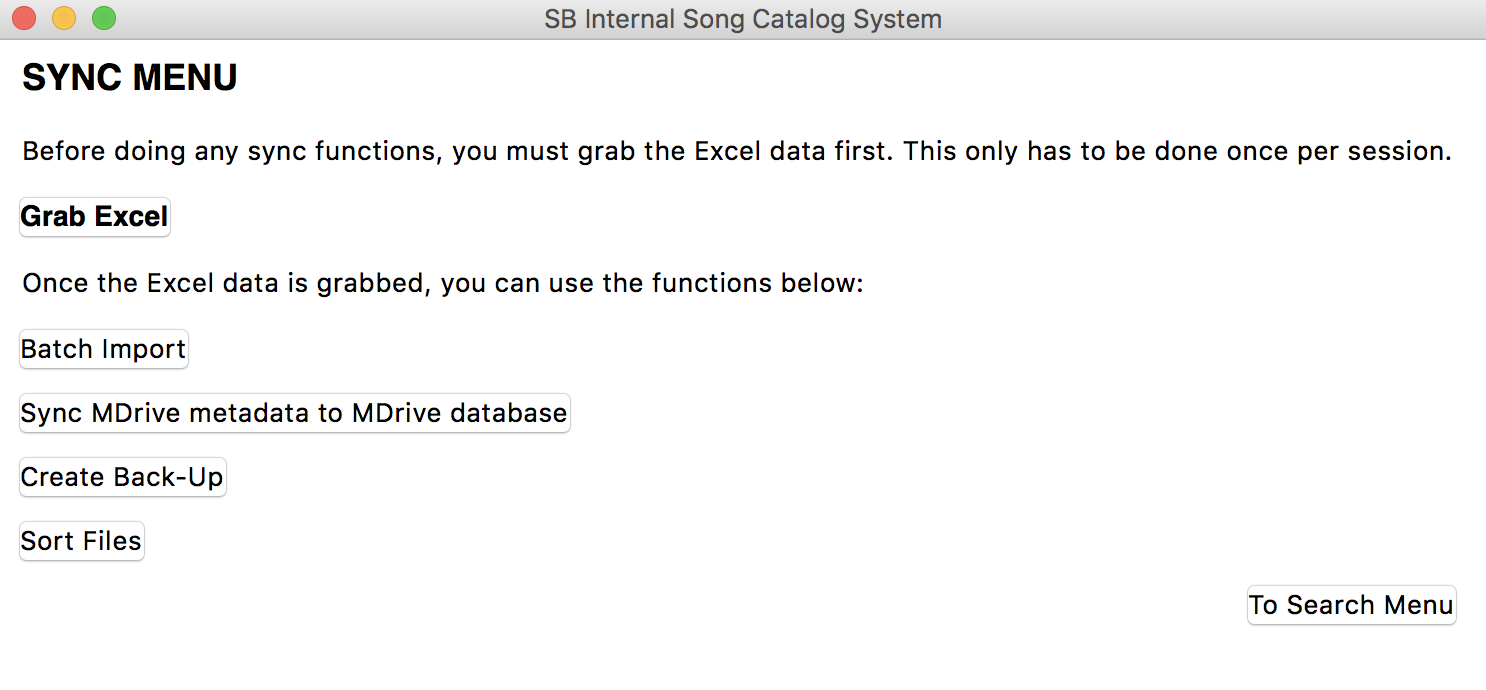 SB Internal Song Catalog System
SYNC MENU
Before doing any sync functions, you must grab the Excel data first. This only has to be done once per session.
Grab Excel
Once the Excel data is grabbed, you can use the functions below:
Batch Import
Sync MDrive metadata to MDrive database
Create Back-Up
Sort Files
To Search Menu